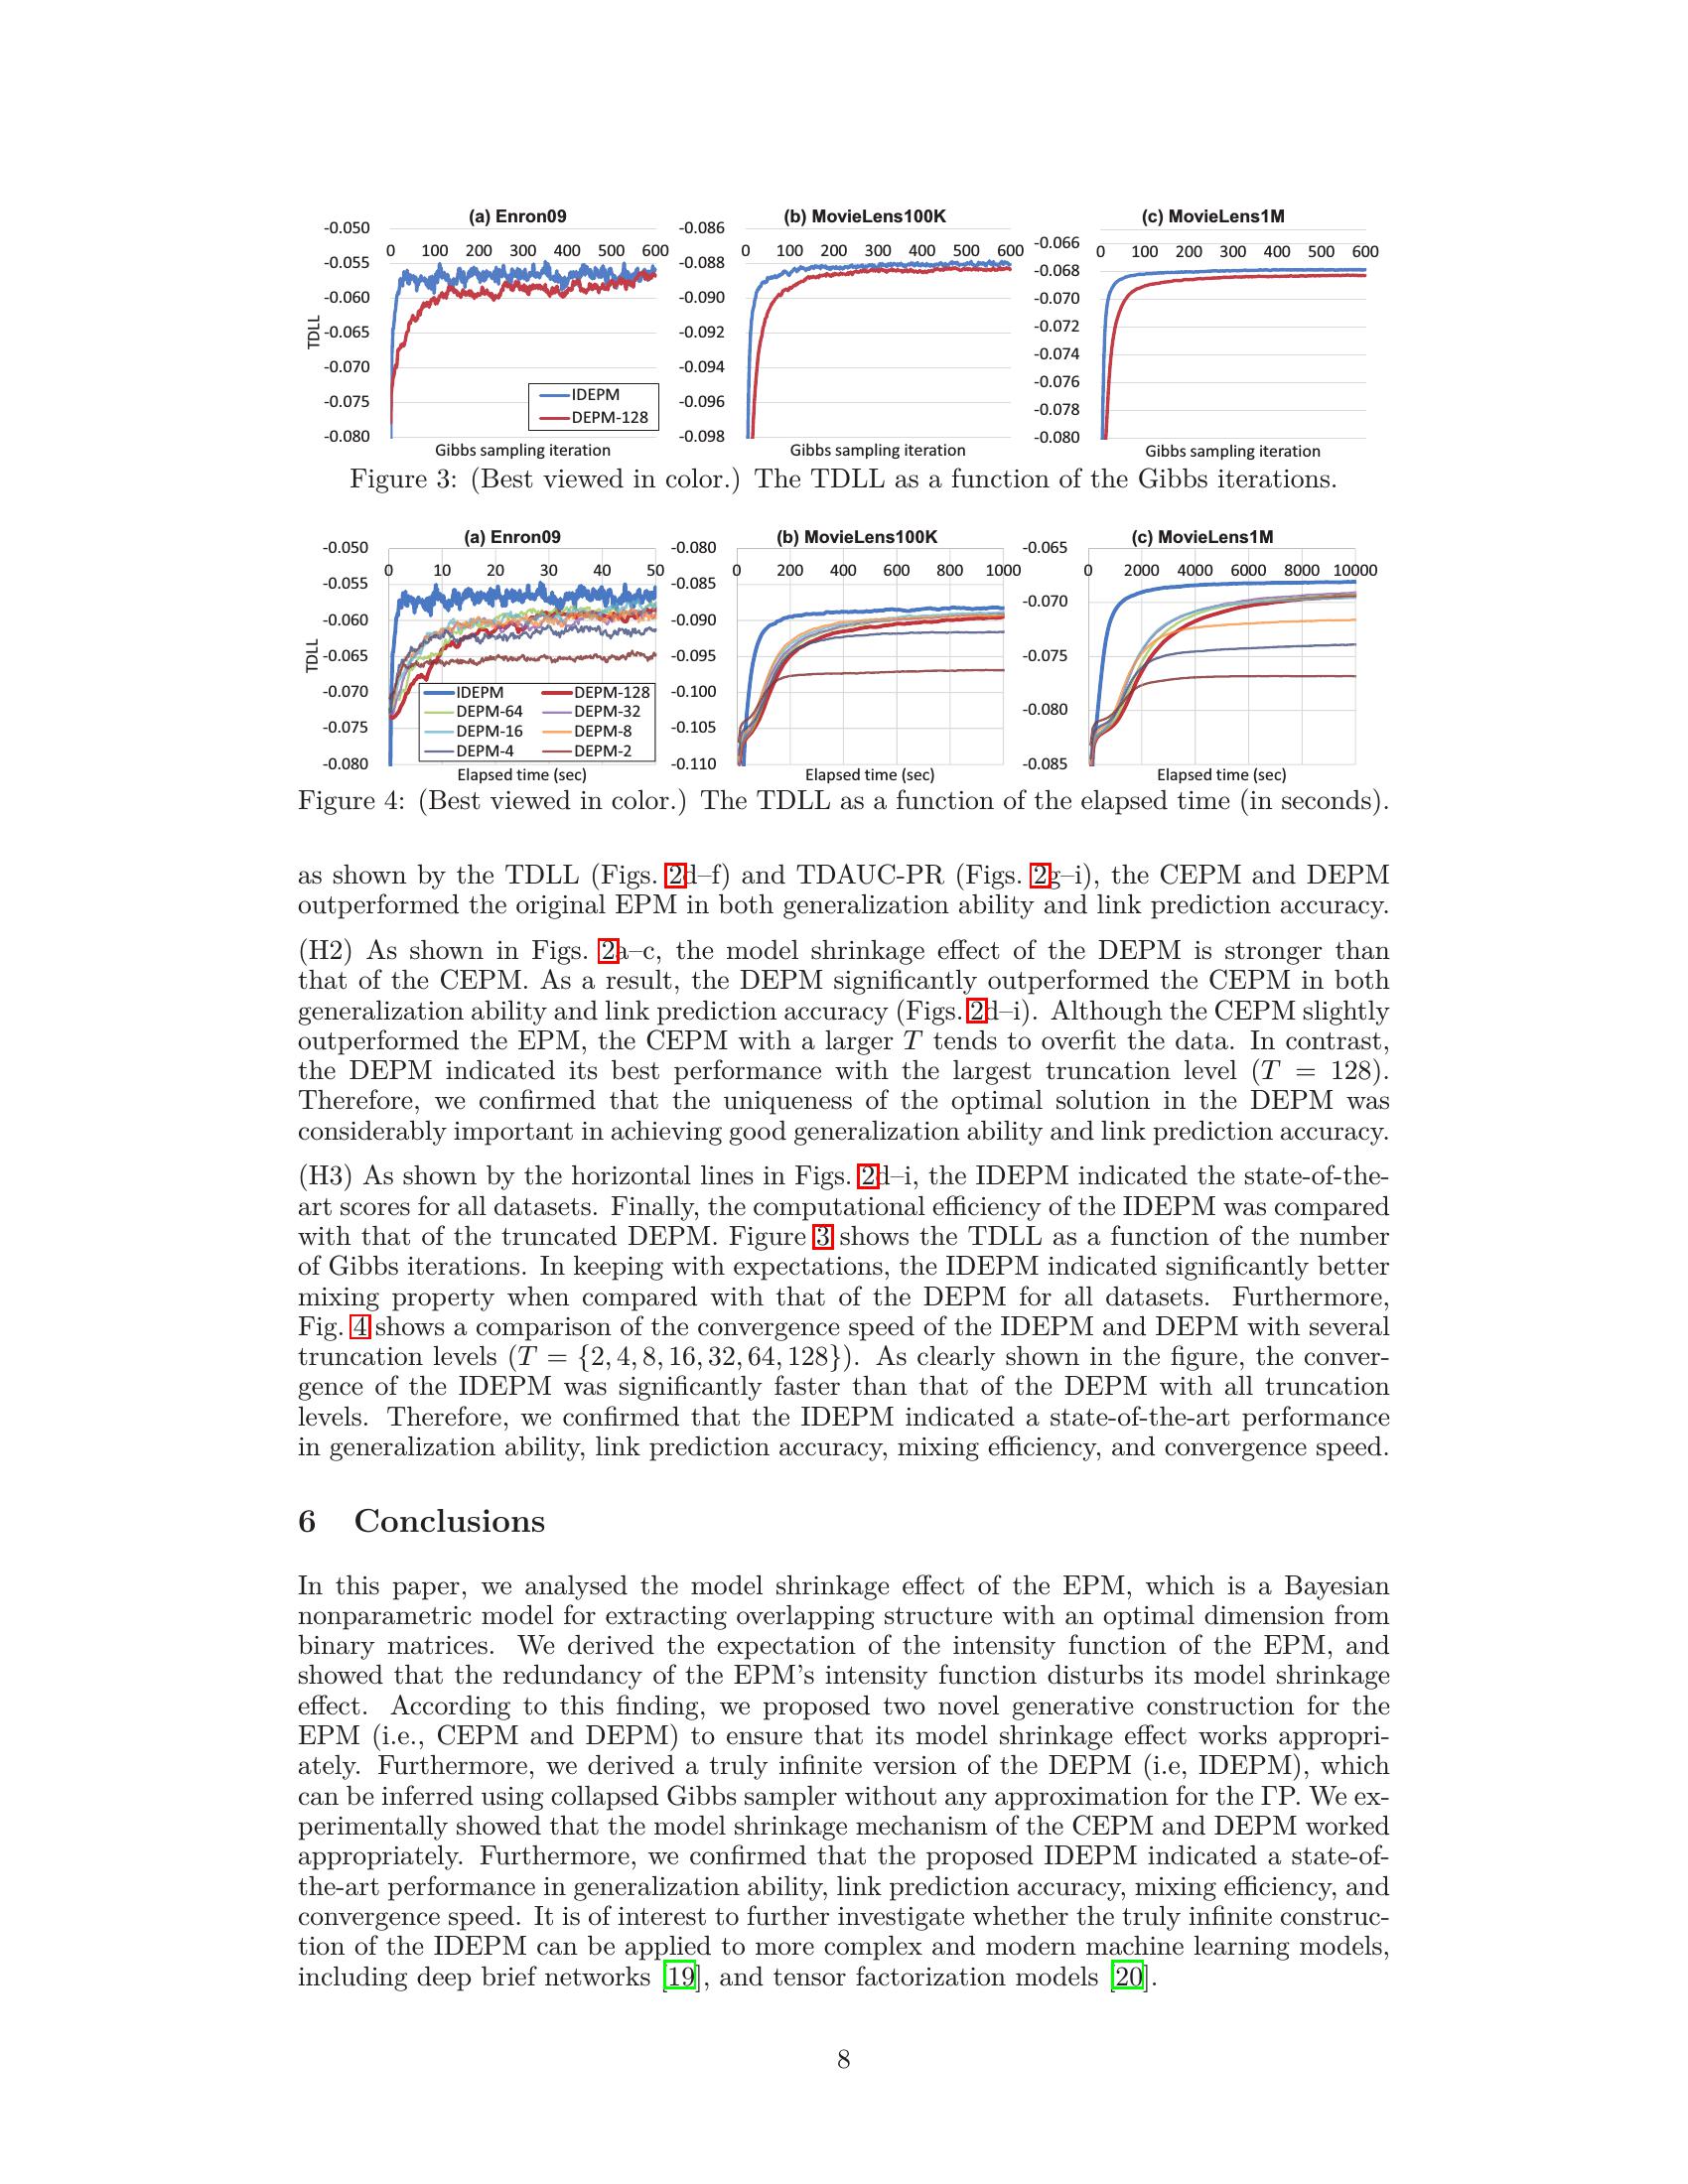 (a) Enron09
-0.050
0 100 200 300 400 500 600
-0.055
-0.060
-0.065
-0.070
-0.075
-0.080
TDLL
IDEPM
DEPM-128
Gibbs sampling iteration
(b) MovieLens100K
-0.086
0 100 200 300 400 500 600
-0.088
-0.090
-0.092
-0.094
-0.096
-0.098
Gibbs sampling iteration
(c) MovieLens1M
-0.066
0 100 200 300 400 500 600
-0.068
-0.070
-0.072
-0.074
-0.076
-0.078
-0.080
Gibbs sampling iteration
Figure 3: (Best viewed in color.) The TDLL as a function of the Gibbs iterations.
(a) Enron09
-0.050
0 10 20 30 40 50
-0.055
-0.060
-0.065
-0.070
-0.075
-0.080
TDLL
IDEPM DEPM-128
DEPM-64 DEPM-32
DEPM-16 DEPM-8
DEPM-4 DEPM-2
Elapsed time (sec)
(b) MovieLens100K
-0.080
0 200 400 600 800 1000
-0.085
-0.090
-0.095
-0.100
-0.105
-0.110
Elapsed time (sec)
(c) MovieLens1M
-0.065
0 2000 4000 6000 8000 10000
-0.070
-0.075
-0.080
-0.085
Elapsed time (sec)
Figure 4: (Best viewed in color.) The TDLL as a function of the elapsed time (in seconds).
as shown by the TDLL (Figs. 2d–f) and TDAUC-PR (Figs. 2g–i), the CEPM and DEPM
outperformed the original EPM in both generalization ability and link prediction accuracy.
(H2) As shown in Figs. 2a–c, the model shrinkage effect of the DEPM is stronger than
that of the CEPM. As a result, the DEPM significantly outperformed the CEPM in both
generalization ability and link prediction accuracy (Figs. 2d–i). Although the CEPM slightly
outperformed the EPM, the CEPM with a larger T tends to overfit the data. In contrast,
the DEPM indicated its best performance with the largest truncation level (T = 128).
Therefore, we confirmed that the uniqueness of the optimal solution in the DEPM was
considerably important in achieving good generalization ability and link prediction accuracy.
(H3) As shown by the horizontal lines in Figs. 2d–i, the IDEPM indicated the state-of-the-
art scores for all datasets. Finally, the computational efficiency of the IDEPM was compared
with that of the truncated DEPM. Figure 3 shows the TDLL as a function of the number
of Gibbs iterations. In keeping with expectations, the IDEPM indicated significantly better
mixing property when compared with that of the DEPM for all datasets. Furthermore,
Fig. 4 shows a comparison of the convergence speed of the IDEPM and DEPM with several
truncation levels (T = {2, 4, 8, 16, 32, 64, 128}). As clearly shown in the figure, the conver-
gence of the IDEPM was significantly faster than that of the DEPM with all truncation
levels. Therefore, we confirmed that the IDEPM indicated a state-of-the-art performance
in generalization ability, link prediction accuracy, mixing efficiency, and convergence speed.
6 Conclusions
In this paper, we analysed the model shrinkage effect of the EPM, which is a Bayesian
nonparametric model for extracting overlapping structure with an optimal dimension from
binary matrices. We derived the expectation of the intensity function of the EPM, and
showed that the redundancy of the EPM's intensity function disturbs its model shrinkage
effect. According to this finding, we proposed two novel generative construction for the
EPM (i.e., CEPM and DEPM) to ensure that its model shrinkage effect works appropri-
ately. Furthermore, we derived a truly infinite version of the DEPM (i.e, IDEPM), which
can be inferred using collapsed Gibbs sampler without any approximation for the ΓP. We ex-
perimentally showed that the model shrinkage mechanism of the CEPM and DEPM worked
appropriately. Furthermore, we confirmed that the proposed IDEPM indicated a state-of-
the-art performance in generalization ability, link prediction accuracy, mixing efficiency, and
convergence speed. It is of interest to further investigate whether the truly infinite construc-
tion of the IDEPM can be applied to more complex and modern machine learning models,
including deep brief networks [19], and tensor factorization models [20].
8